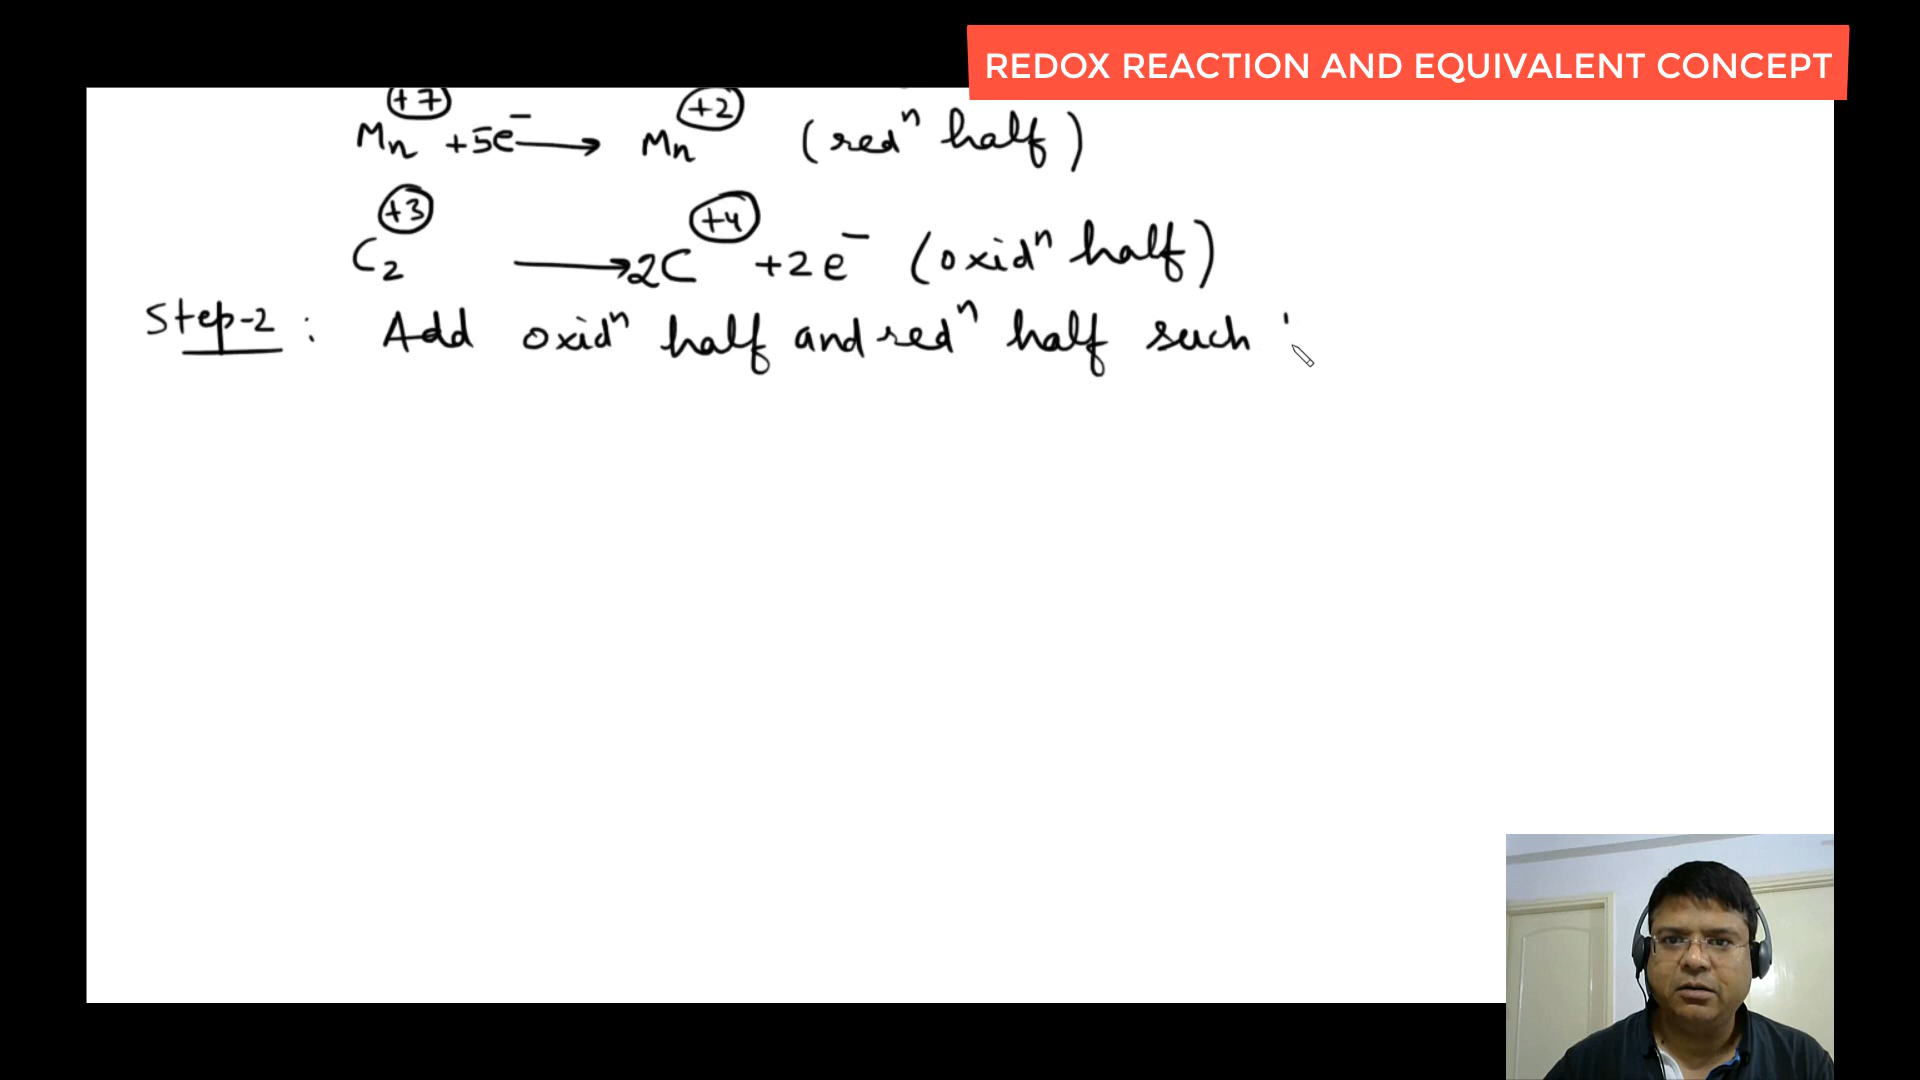 REDOX REACTION AND EQUIVALENT CONCEPT
Mn^(+7) +5e⁻ ⟶ Mn^(+2) (redⁿ half)
C₂^(+3) ⟶ 2C^(+4) +2e⁻ (oxidⁿ half)
Step-2 : Add oxidⁿ half and redⁿ half such